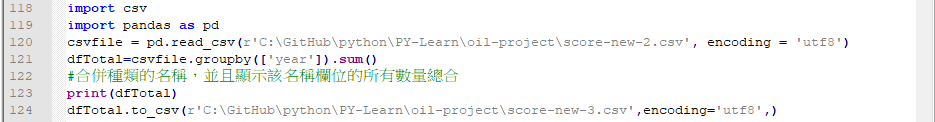 118 import csv
119 import pandas as pd
120 csvfile = pd.read_csv(r'C:\GitHub\python\PY-Learn\oil-project\score-new-2.csv', encoding = 'utf8')
121 dfTotal=csvfile.groupby(['year']).sum()
122 #合併種類的名稱，並且顯示該名稱欄位的所有數量總合
123 print(dfTotal)
124 dfTotal.to_csv(r'C:\GitHub\python\PY-Learn\oil-project\score-new-3.csv',encoding='utf8',)